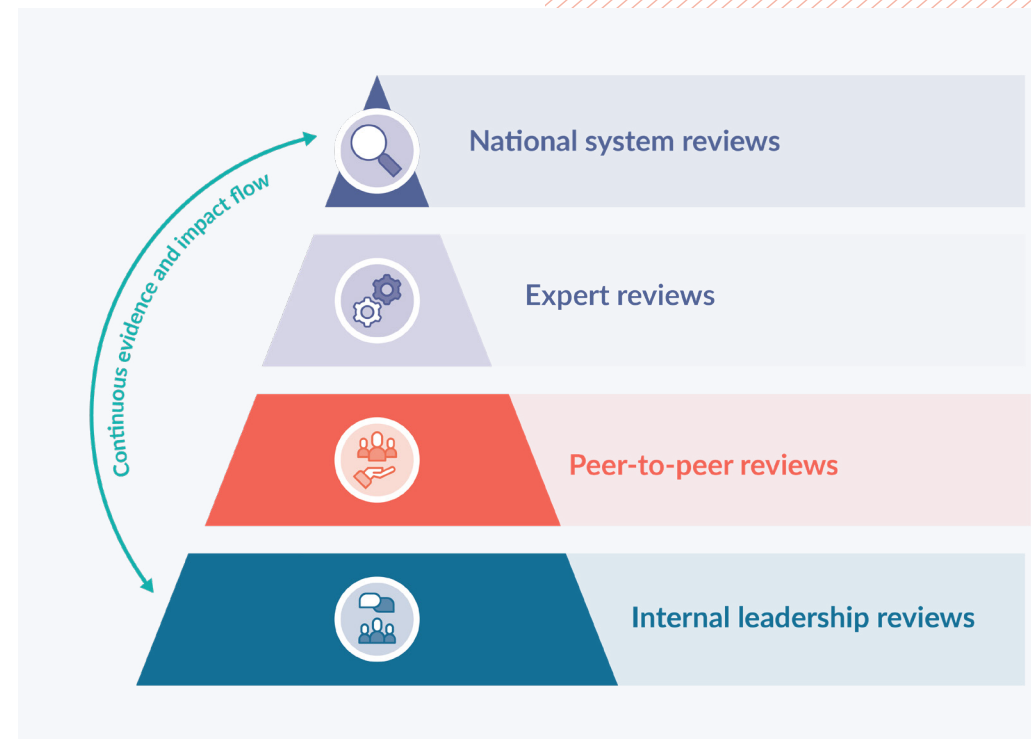 National system reviews
Continuous evidence and impact flow
Expert reviews
Peer-to-peer reviews
Internal leadership reviews